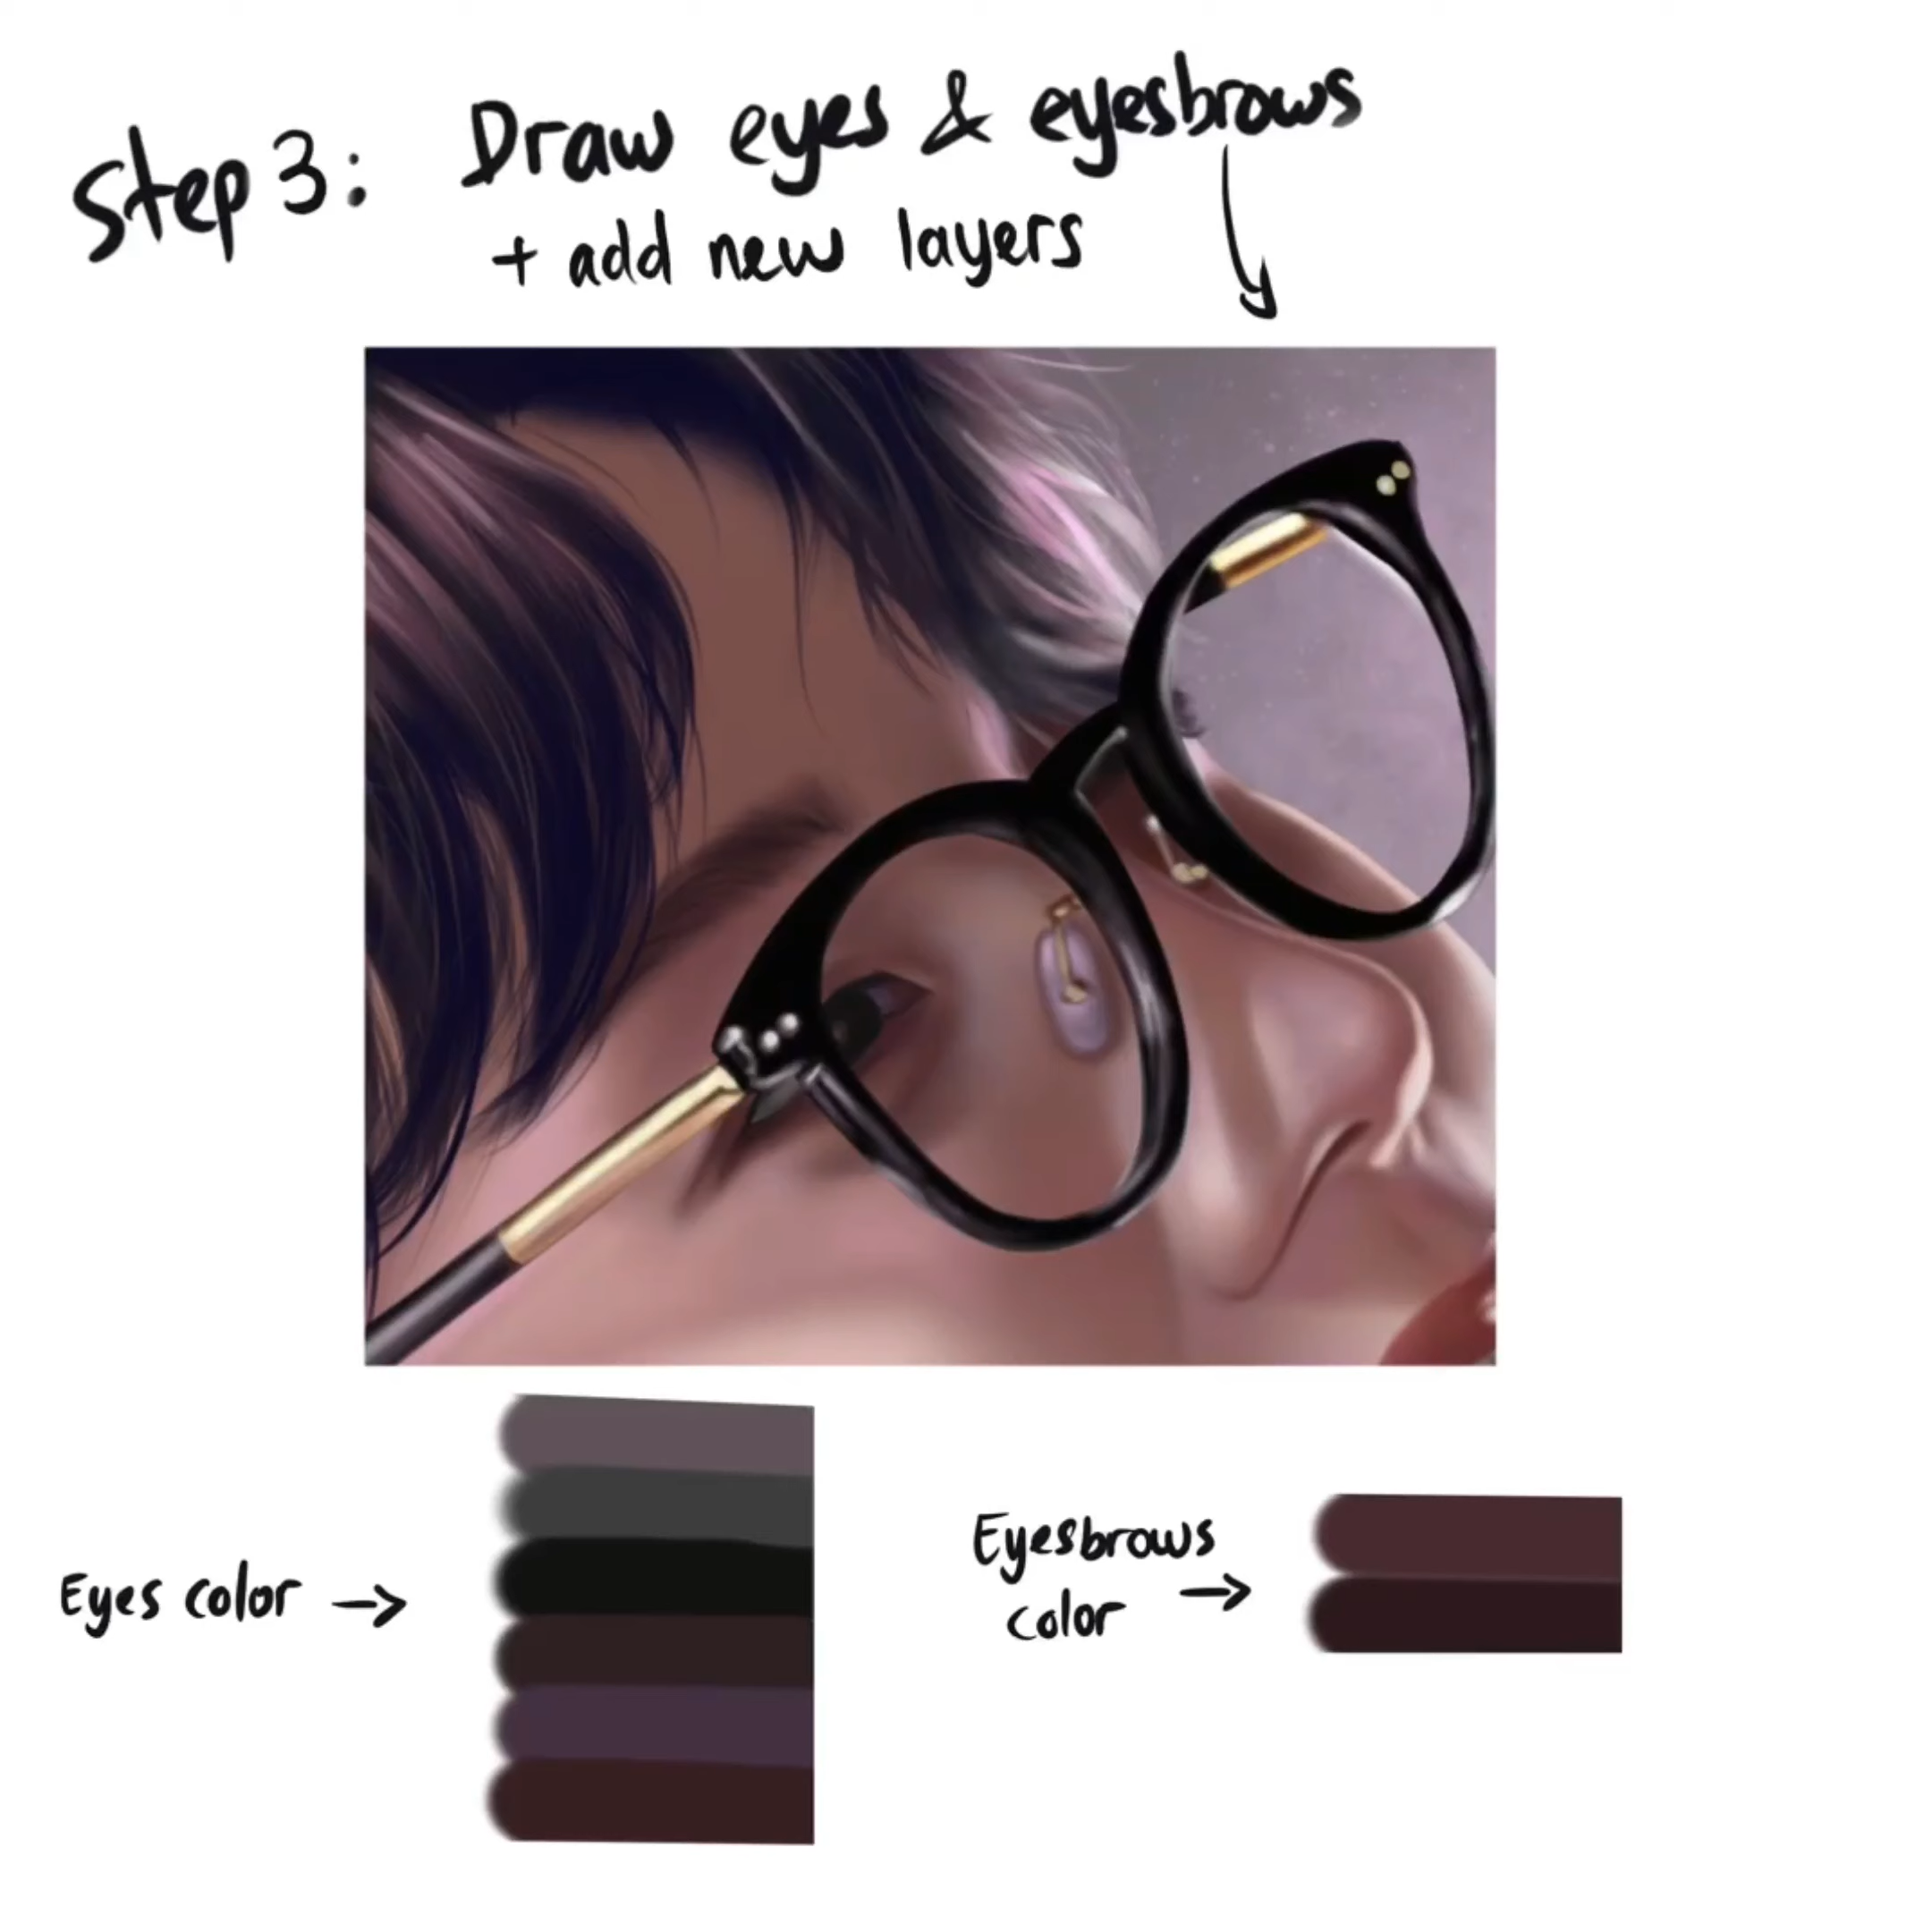 Step 3: Draw eyes & eyesbrows
+ add new layers
Eyes color →
Eyesbrows
color →